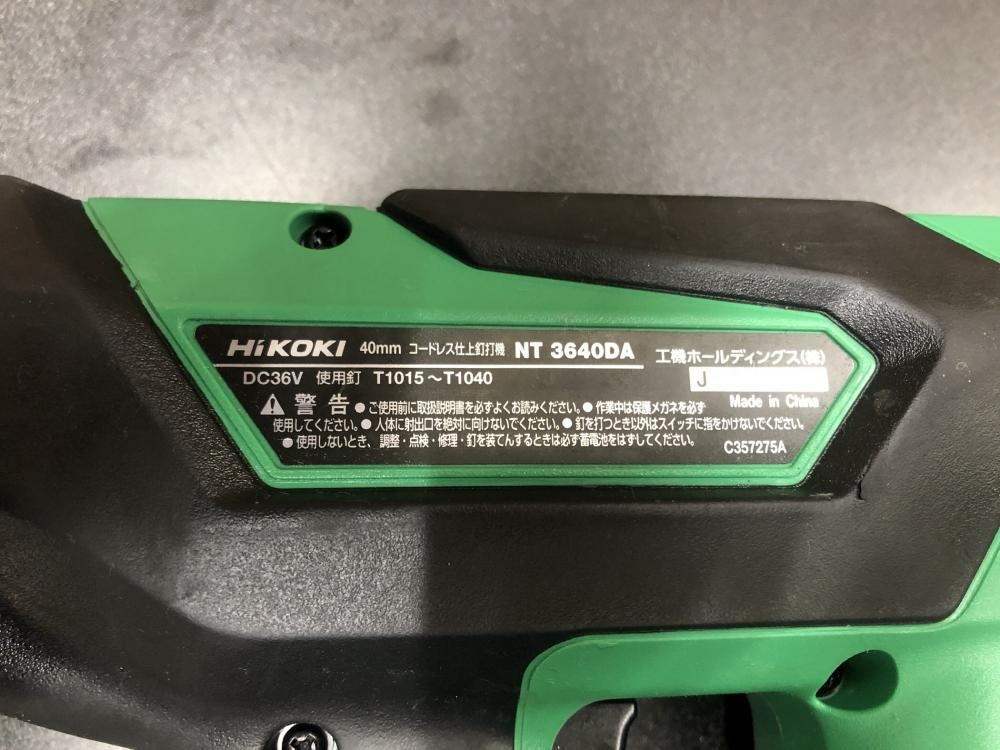 HiKOKI 40mm コードレス仕上釘打機 NT 3640DA 工機ホールディングス(株)
DC36V 使用釘 T1015～T1040 J
警告 ●ご使用前に取扱説明書を必ずよくお読みください。●作業中は保護メガネを必ず Made in China
使用してください。●人体に射出口を絶対に向けないでください。●釘を打つとき以外はスイッチに指をかけないでください。
●使用しないとき、調整・点検・修理・釘を装てんするときは必ず蓄電池をはずしてください。 C357275A